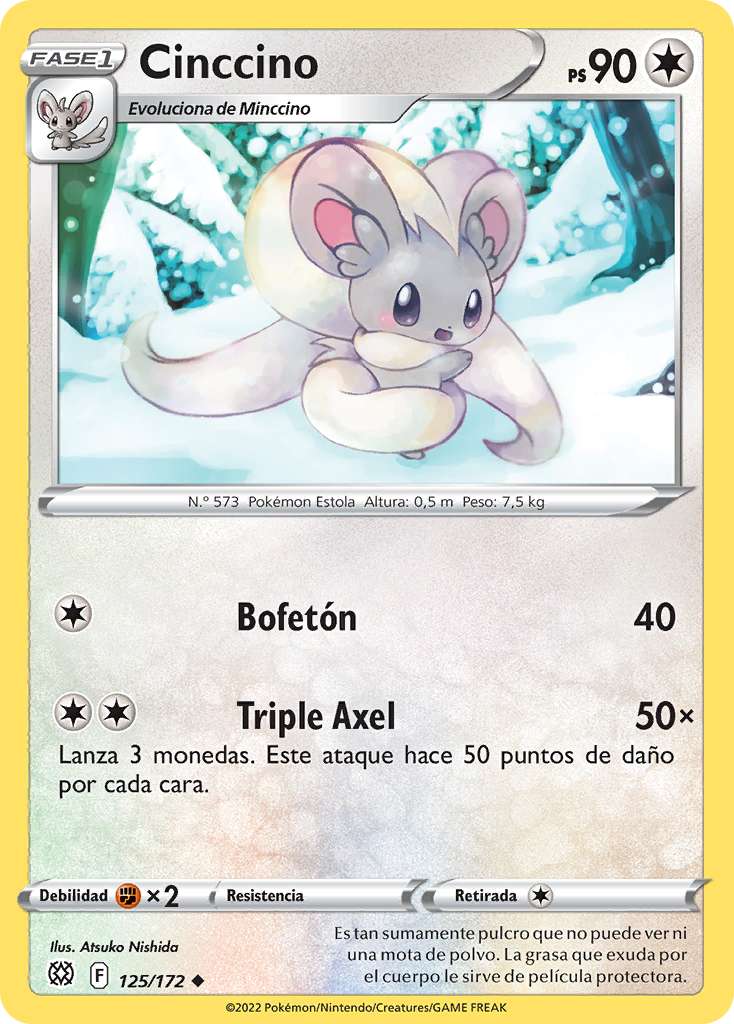 FASE 1
Cinccino
PS 90
Evoluciona de Minccino
N.º 573 Pokémon Estola Altura: 0,5 m Peso: 7,5 kg
Bofetón 40
Triple Axel 50×
Lanza 3 monedas. Este ataque hace 50 puntos de daño
por cada cara.
Debilidad ×2 Resistencia Retirada
Ilus. Atsuko Nishida
Es tan sumamente pulcro que no puede ver ni
una mota de polvo. La grasa que exuda por
el cuerpo le sirve de película protectora.
F 125/172
©2022 Pokémon/Nintendo/Creatures/GAME FREAK